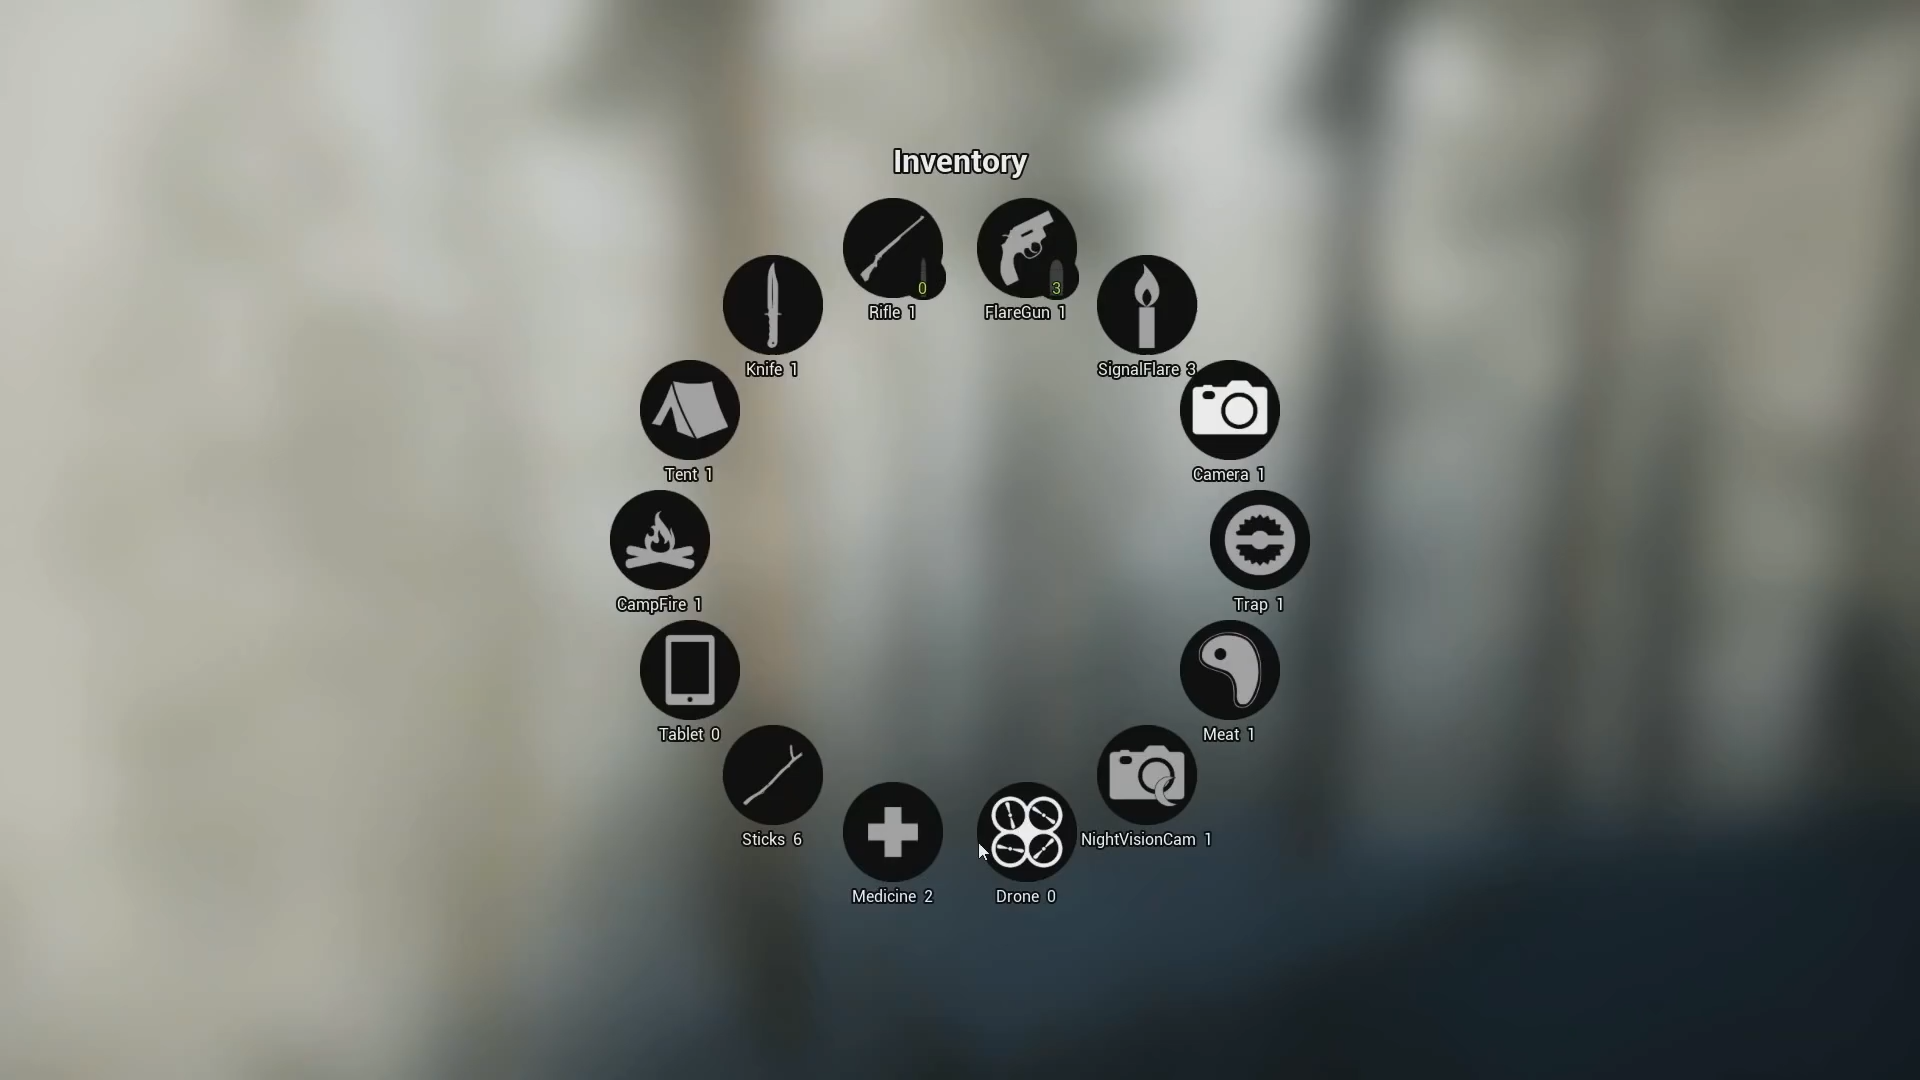 Inventory
0
3
Rifle 1
FlareGun 1
Knife 1
SignalFlare 3
Tent 1
Camera 1
CampFire 1
Trap 1
Tablet 0
Meat 1
Sticks 6
NightVisionCam 1
Medicine 2
Drone 0